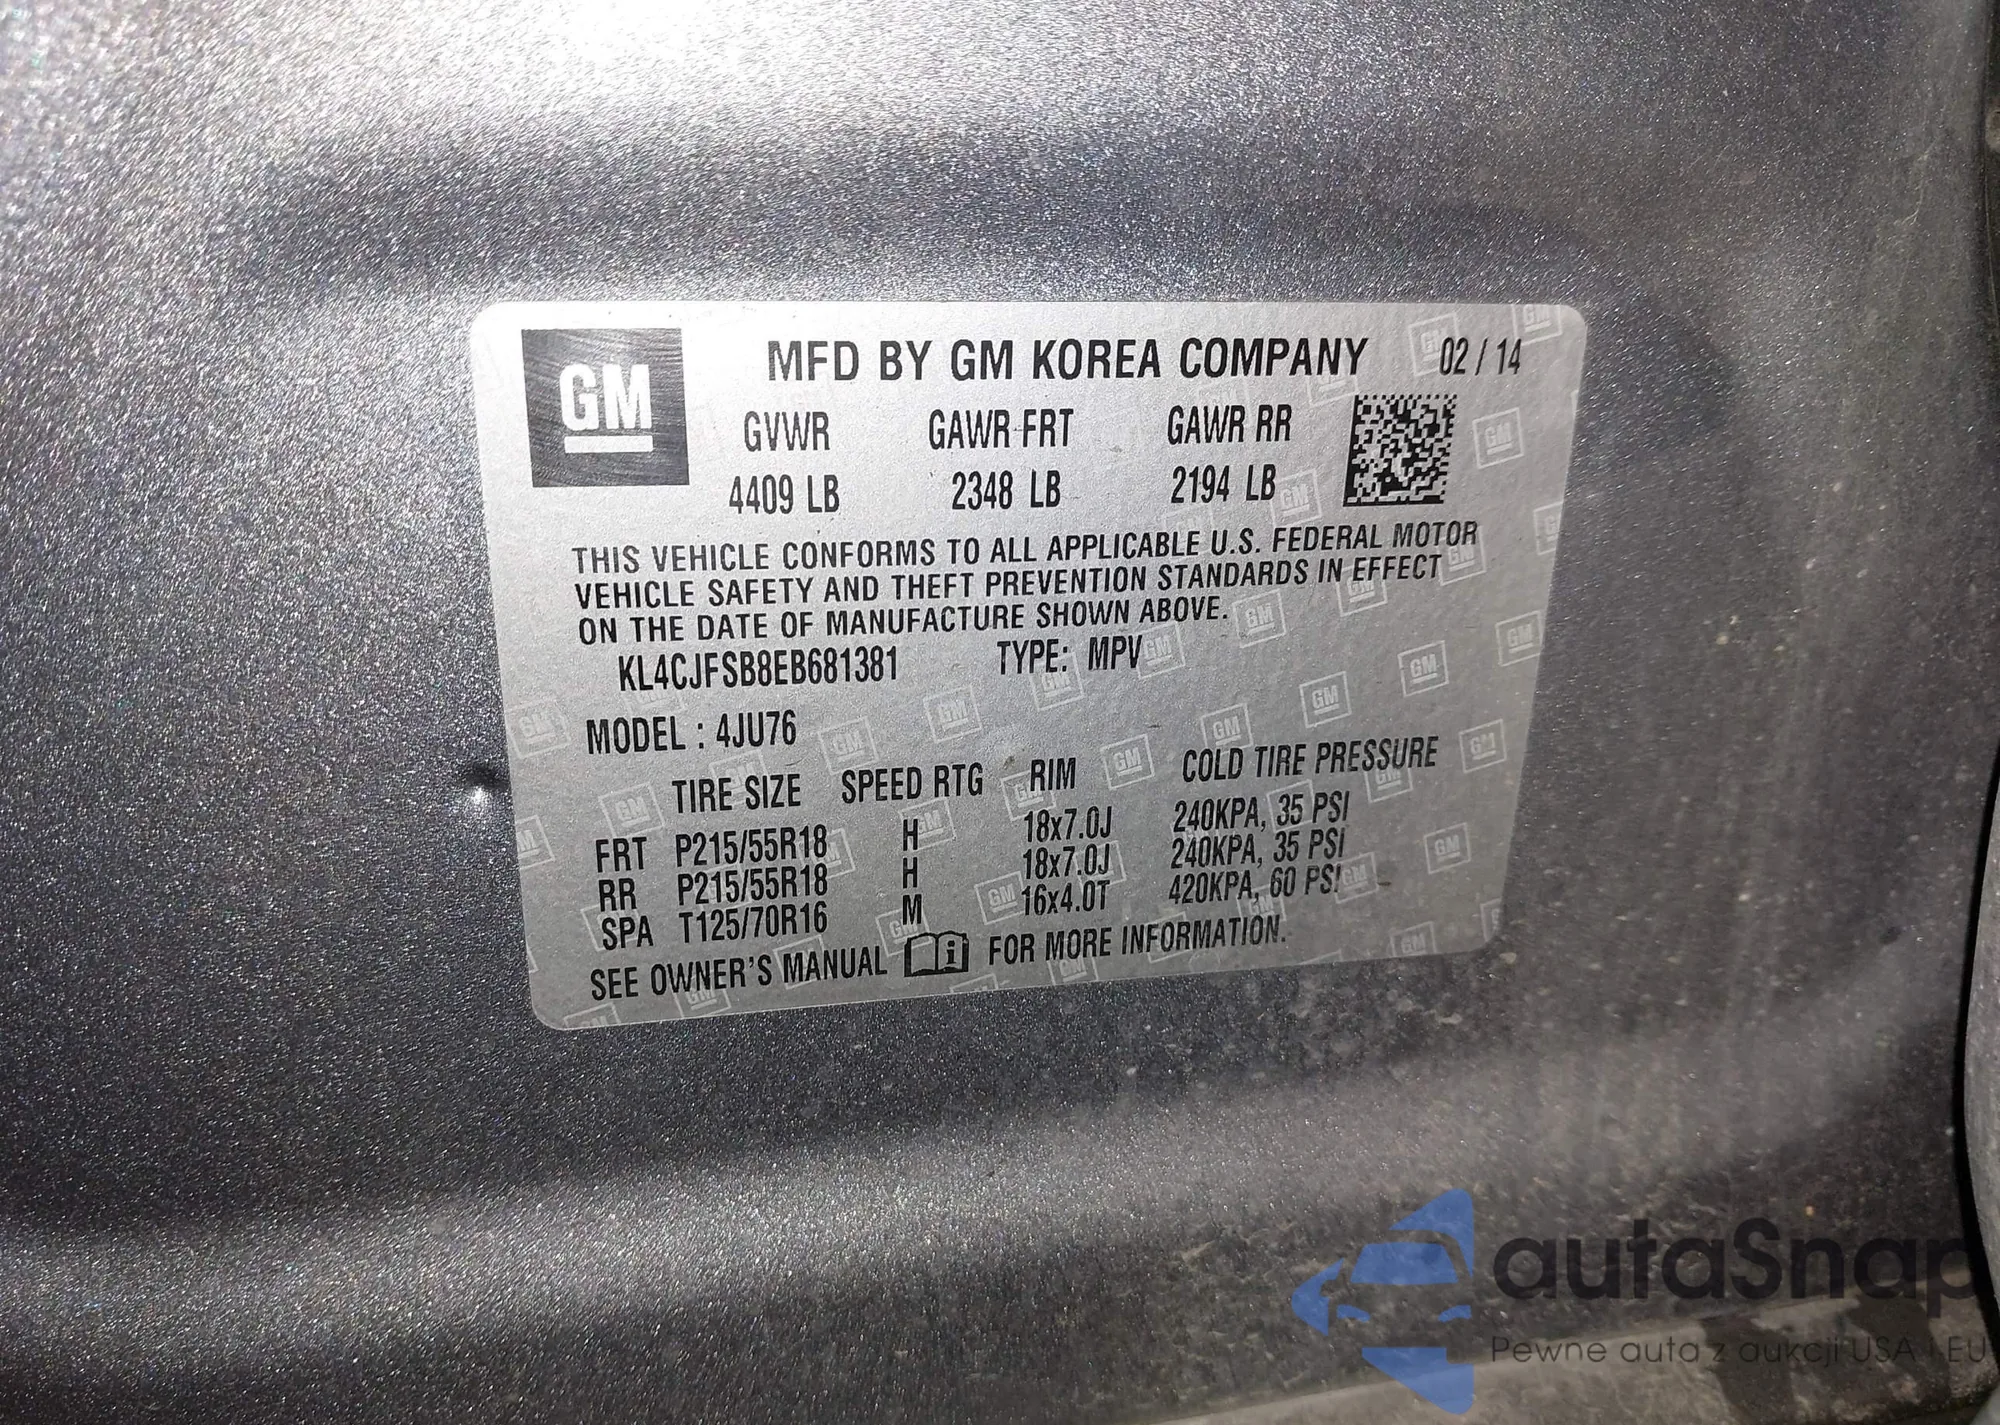 GM
MFD BY GM KOREA COMPANY 02 / 14
GVWR GAWR FRT GAWR RR
4409 LB 2348 LB 2194 LB
THIS VEHICLE CONFORMS TO ALL APPLICABLE U.S. FEDERAL MOTOR
VEHICLE SAFETY AND THEFT PREVENTION STANDARDS IN EFFECT
ON THE DATE OF MANUFACTURE SHOWN ABOVE.
KL4CJFSB8EB681381 TYPE: MPV
MODEL : 4JU76
TIRE SIZE SPEED RTG RIM COLD TIRE PRESSURE
FRT P215/55R18 H 18x7.0J 240KPA, 35 PSI
RR P215/55R18 H 18x7.0J 240KPA, 35 PSI
SPA T125/70R16 M 16x4.0T 420KPA, 60 PSI
SEE OWNER'S MANUAL FOR MORE INFORMATION.
autaSnap
Pewne auta z aukcji USA i EU